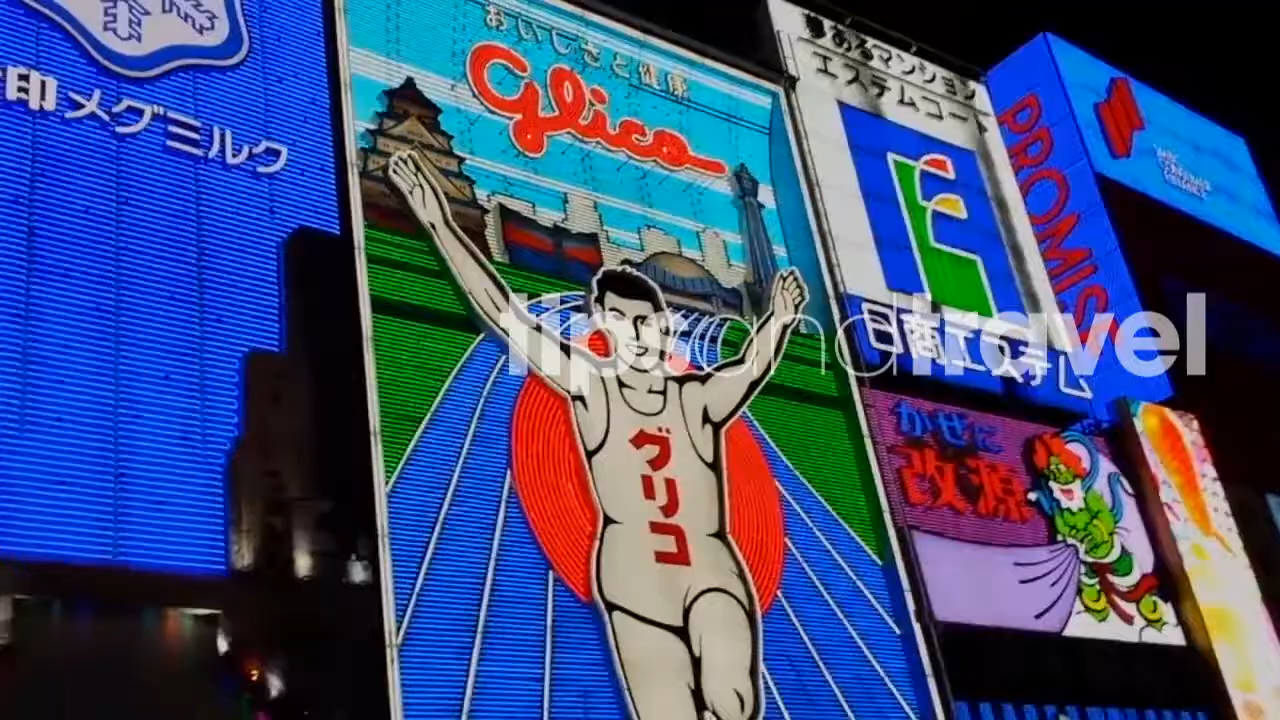 印メグミルク
おいしさと健康
Glico
グリコ
夢あるマンション
エステムコート
日商エステム
PROMISE
かぜに
改源
tipsandtravel